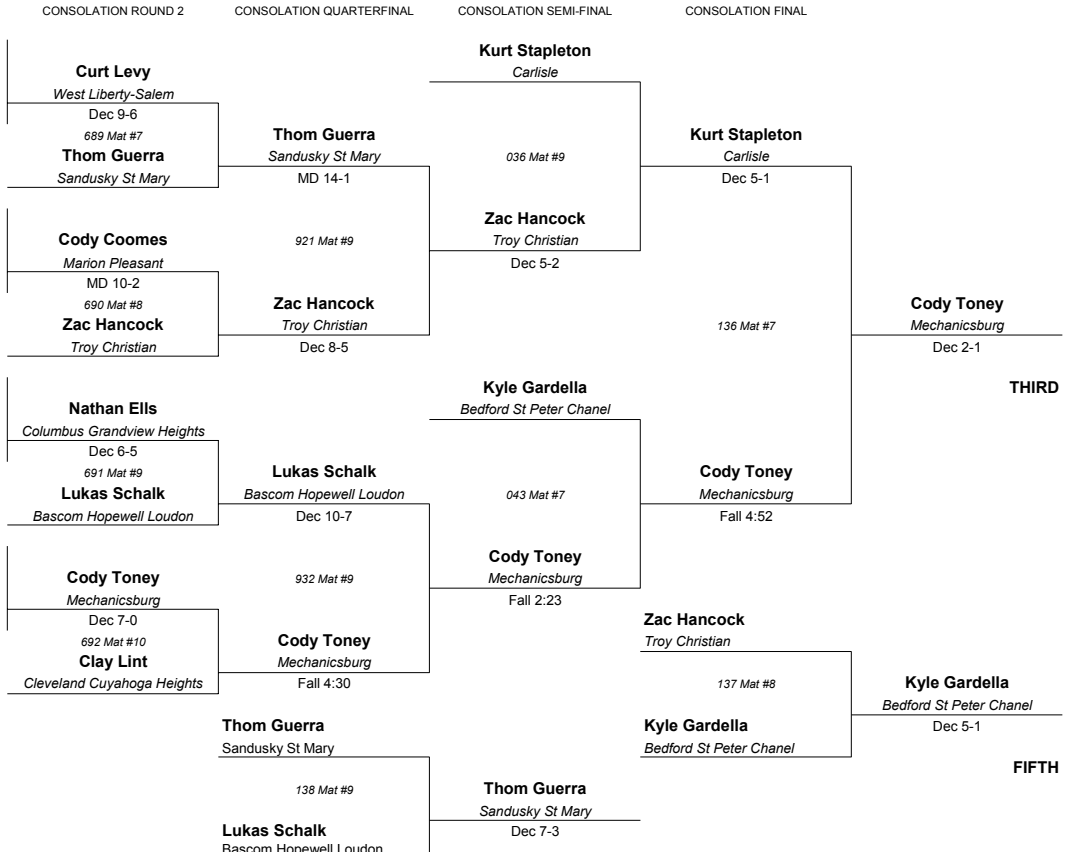 CONSOLATION ROUND 2
CONSOLATION QUARTERFINAL
CONSOLATION SEMI-FINAL
CONSOLATION FINAL
Curt Levy
West Liberty-Salem
Dec 9-6
689 Mat #7
Thom Guerra
Sandusky St Mary
Cody Coomes
Marion Pleasant
MD 10-2
690 Mat #8
Zac Hancock
Troy Christian
Nathan Ells
Columbus Grandview Heights
Dec 6-5
691 Mat #9
Lukas Schalk
Bascom Hopewell Loudon
Cody Toney
Mechanicsburg
Dec 7-0
692 Mat #10
Clay Lint
Cleveland Cuyahoga Heights
Thom Guerra
Sandusky St Mary
MD 14-1
921 Mat #9
Zac Hancock
Troy Christian
Dec 8-5
Lukas Schalk
Bascom Hopewell Loudon
Dec 10-7
932 Mat #9
Cody Toney
Mechanicsburg
Fall 4:30
Thom Guerra
Sandusky St Mary
138 Mat #9
Lukas Schalk
Bascom Hopewell Loudon
Kurt Stapleton
Carlisle
036 Mat #9
Zac Hancock
Troy Christian
Dec 5-2
Kyle Gardella
Bedford St Peter Chanel
043 Mat #7
Cody Toney
Mechanicsburg
Fall 2:23
Thom Guerra
Sandusky St Mary
Dec 7-3
Kurt Stapleton
Carlisle
Dec 5-1
136 Mat #7
Cody Toney
Mechanicsburg
Fall 4:52
Zac Hancock
Troy Christian
137 Mat #8
Kyle Gardella
Bedford St Peter Chanel
Cody Toney
Mechanicsburg
Dec 2-1
THIRD
Kyle Gardella
Bedford St Peter Chanel
Dec 5-1
FIFTH